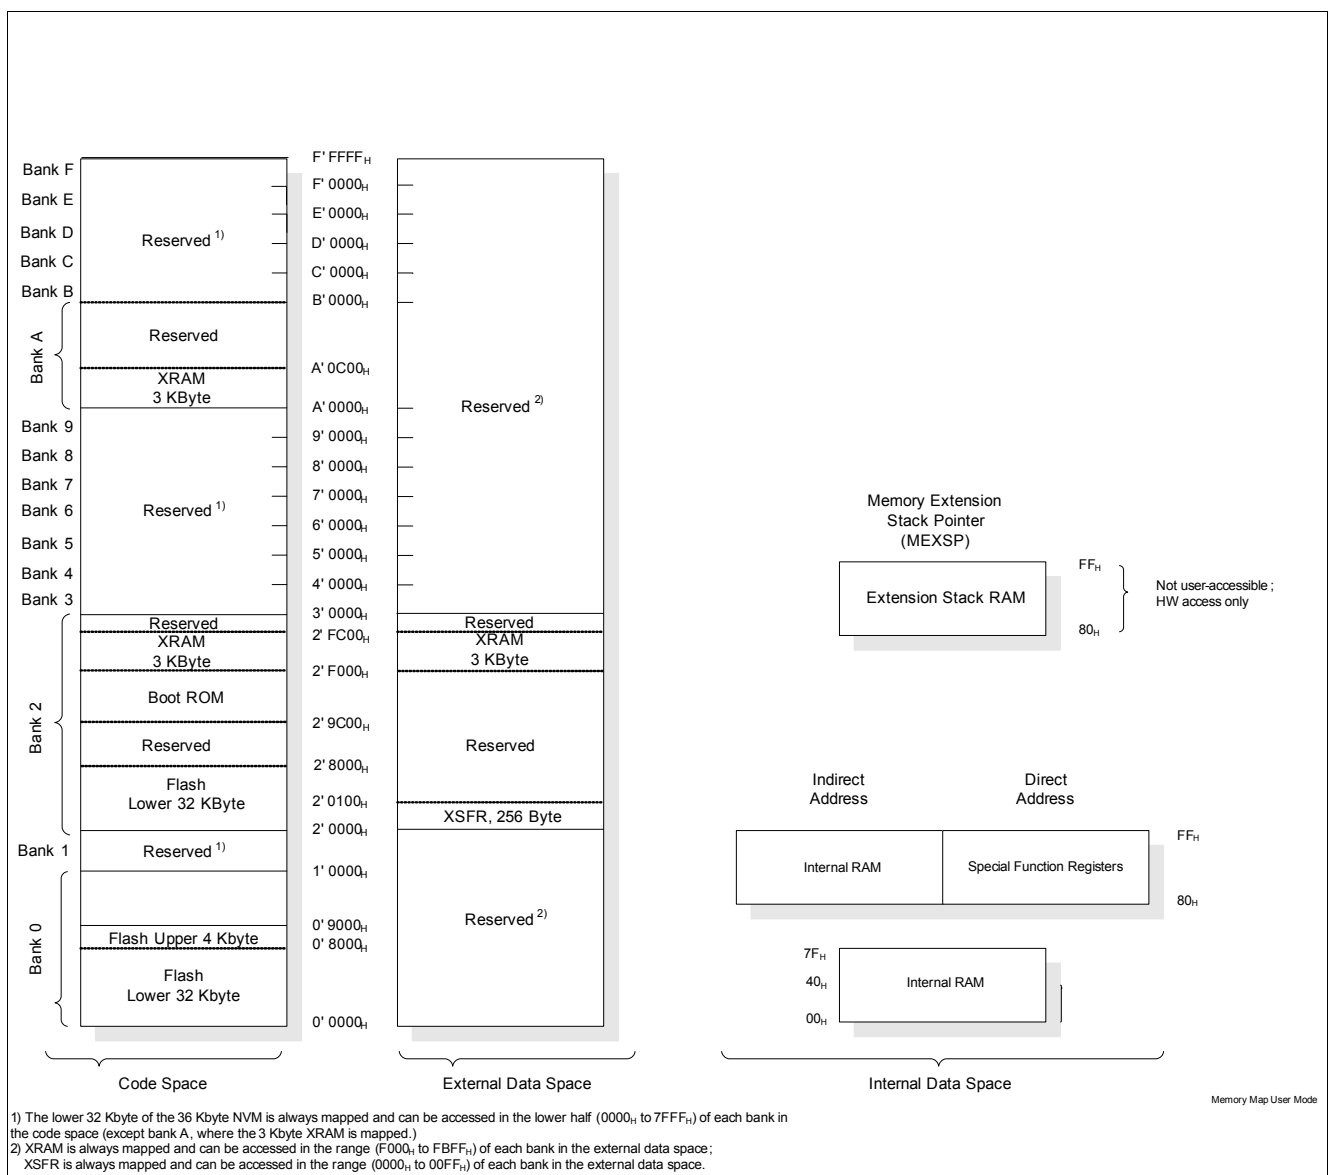 Bank F
Bank E
Bank D
Bank C
Bank B
Bank A
Bank 9
Bank 8
Bank 7
Bank 6
Bank 5
Bank 4
Bank 3
Bank 2
Bank 1
Bank 0
Reserved 1)
Reserved
XRAM
3 KByte
Reserved 1)
Reserved
XRAM
3 KByte
Boot ROM
Reserved
Flash
Lower 32 KByte
Reserved 1)
Flash Upper 4 Kbyte
Flash
Lower 32 Kbyte
F' FFFFH
F' 0000H
E' 0000H
D' 0000H
C' 0000H
B' 0000H
A' 0C00H
A' 0000H
9' 0000H
8' 0000H
7' 0000H
6' 0000H
5' 0000H
4' 0000H
3' 0000H
2' FC00H
2' F000H
2' 9C00H
2' 8000H
2' 0100H
2' 0000H
1' 0000H
0' 9000H
0' 8000H
0' 0000H
Reserved 2)
Reserved
XRAM
3 KByte
Reserved
XSFR, 256 Byte
Reserved 2)
Memory Extension
Stack Pointer
(MEXSP)
Extension Stack RAM
FFH
80H
Not user-accessible ;
HW access only
Indirect
Address
Direct
Address
Internal RAM
Special Function Registers
FFH
80H
7FH
40H
00H
Internal RAM
Code Space
External Data Space
Internal Data Space
Memory Map User Mode
1) The lower 32 Kbyte of the 36 Kbyte NVM is always mapped and can be accessed in the lower half (0000H to 7FFFH) of each bank in
the code space (except bank A, where the 3 Kbyte XRAM is mapped.)
2) XRAM is always mapped and can be accessed in the range (F000H to FBFFH) of each bank in the external data space;
XSFR is always mapped and can be accessed in the range (0000H to 00FFH) of each bank in the external data space.